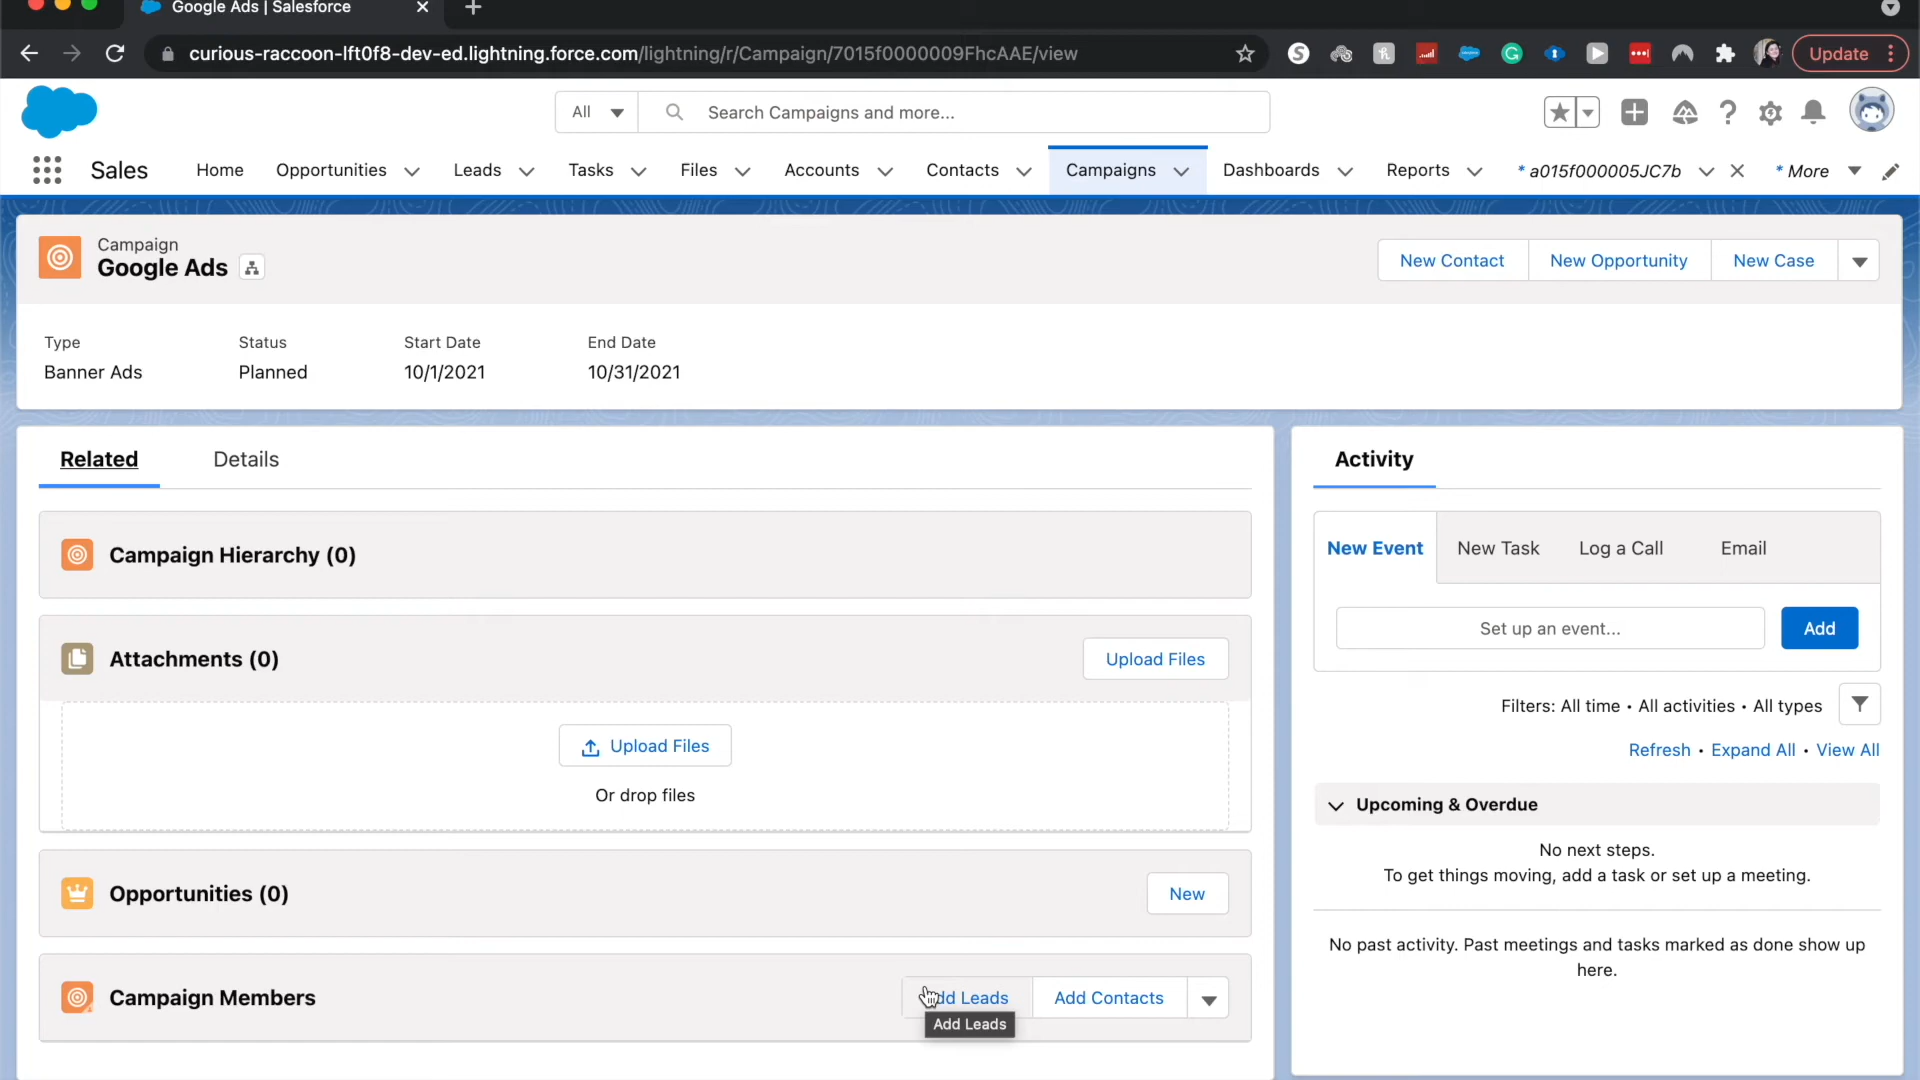 Google Ads | Salesforce
curious-raccoon-lft0f8-dev-ed.lightning.force.com/lightning/r/Campaign/7015f0000009FhcAAE/view
Update
All
Search Campaigns and more...
Sales
Home
Opportunities
Leads
Tasks
Files
Accounts
Contacts
Campaigns
Dashboards
Reports
* a015f000005JC7b
* More
Campaign
Google Ads
New Contact
New Opportunity
New Case
Type
Status
Start Date
End Date
Banner Ads
Planned
10/1/2021
10/31/2021
Related
Details
Campaign Hierarchy (0)
Attachments (0)
Upload Files
Upload Files
Or drop files
Opportunities (0)
New
Campaign Members
Add Leads
Add Contacts
Add Leads
Activity
New Event
New Task
Log a Call
Email
Set up an event...
Add
Filters: All time • All activities • All types
Refresh • Expand All • View All
Upcoming & Overdue
No next steps.
To get things moving, add a task or set up a meeting.
No past activity. Past meetings and tasks marked as done show up
here.